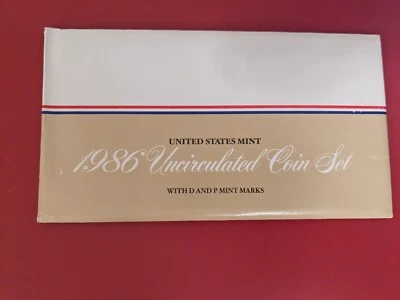 UNITED STATES MINT
1986 Uncirculated Coin Set
WITH D AND P MINT MARKS